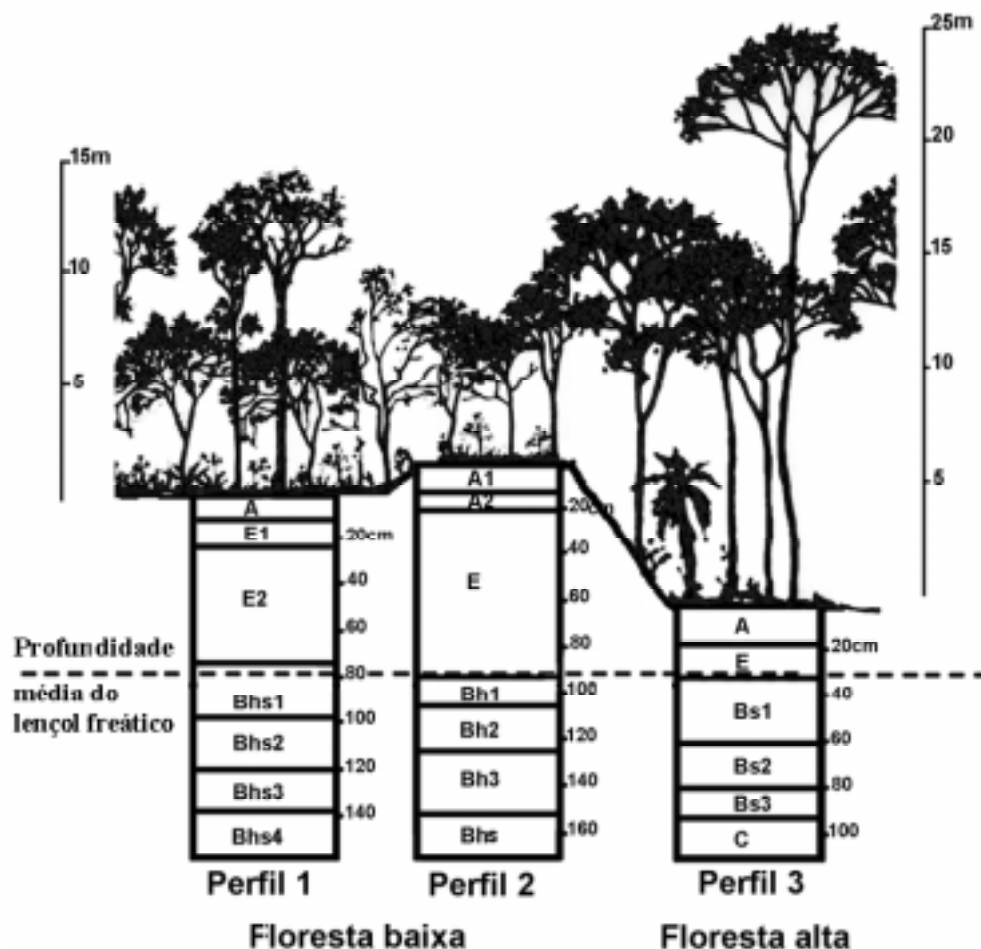 25m
20
15
10
5
15m
10
5
A
E1
E2
Bhs1
Bhs2
Bhs3
Bhs4
20cm
40
60
80
100
120
140
A1
A2
E
Bh1
Bh2
Bh3
Bhs
20cm
40
60
80
100
120
140
160
A
E
Bs1
Bs2
Bs3
C
20cm
40
60
80
100
Profundidade
média do
lençol freático
Perfil 1
Perfil 2
Perfil 3
Floresta baixa
Floresta alta